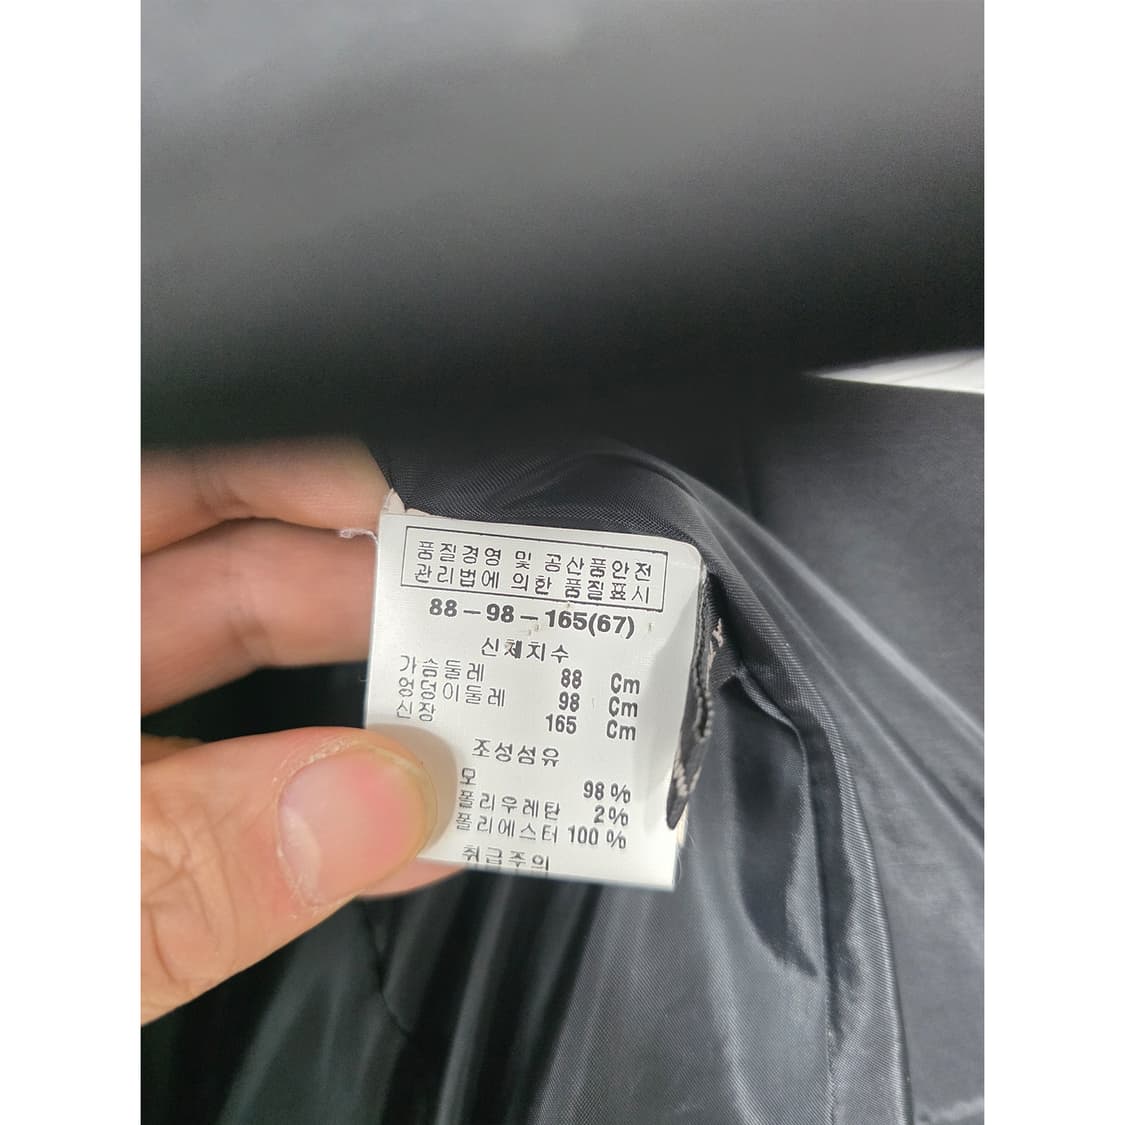 품질경영 및 공산품안전
관리법에 의한 품질표시
88-98-165(67)
신체치수
가슴둘레 88 Cm
엉덩이둘레 98 Cm
신장 165 Cm
조성섬유
모 98%
폴리우레탄 2%
폴리에스터 100%
취급주의